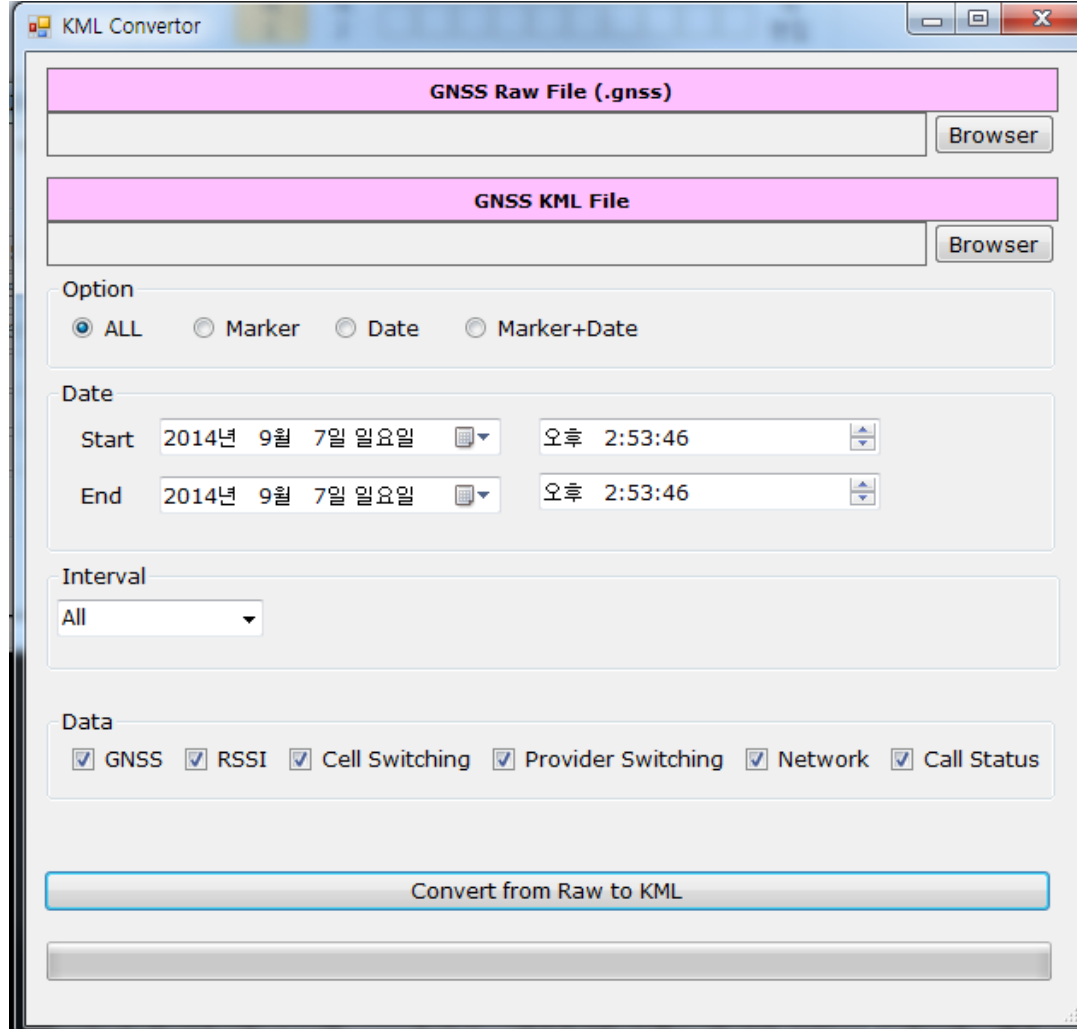 KML Convertor
GNSS Raw File (.gnss)
Browser
GNSS KML File
Browser
Option
ALL Marker Date Marker+Date
Date
Start 2014년 9월 7일 일요일 오후 2:53:46
End 2014년 9월 7일 일요일 오후 2:53:46
Interval
All
Data
GNSS RSSI Cell Switching Provider Switching Network Call Status
Convert from Raw to KML